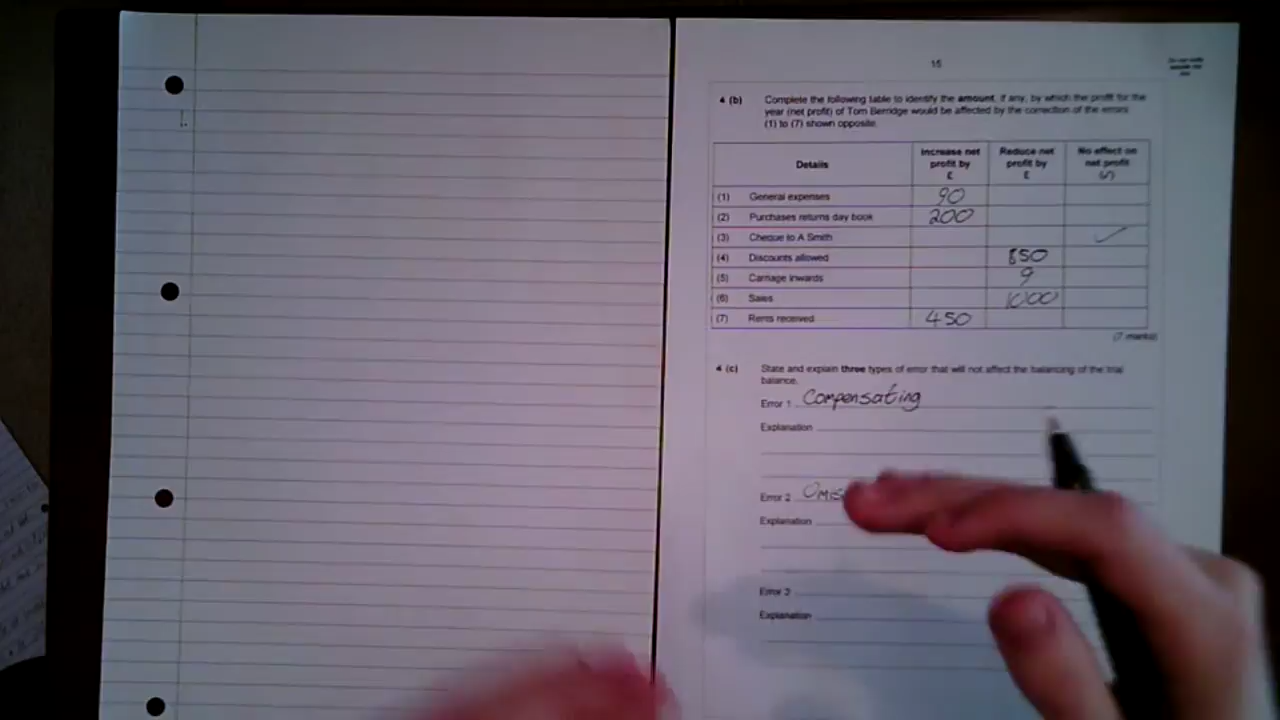 15
4 (b) Complete the following table to identify the amount, if any, by which the profit for the
year (net profit) of Tom Berridge would be affected by the correction of the errors
(1) to (7) shown opposite.
Details Increase net profit by £ Reduce net profit by £ No effect on net profit (✓)
(1) General expenses 90
(2) Purchases returns day book 200
(3) Cheque to A Smith ✓
(4) Discounts allowed 850
(5) Carriage inwards 9
(6) Sales 1000
(7) Rents received 450
(7 marks)
4 (c) State and explain three types of error that will not affect the balancing of the trial
balance.
Error 1 Compensating
Explanation
Error 2 Omis
Explanation
Error 3
Explanation